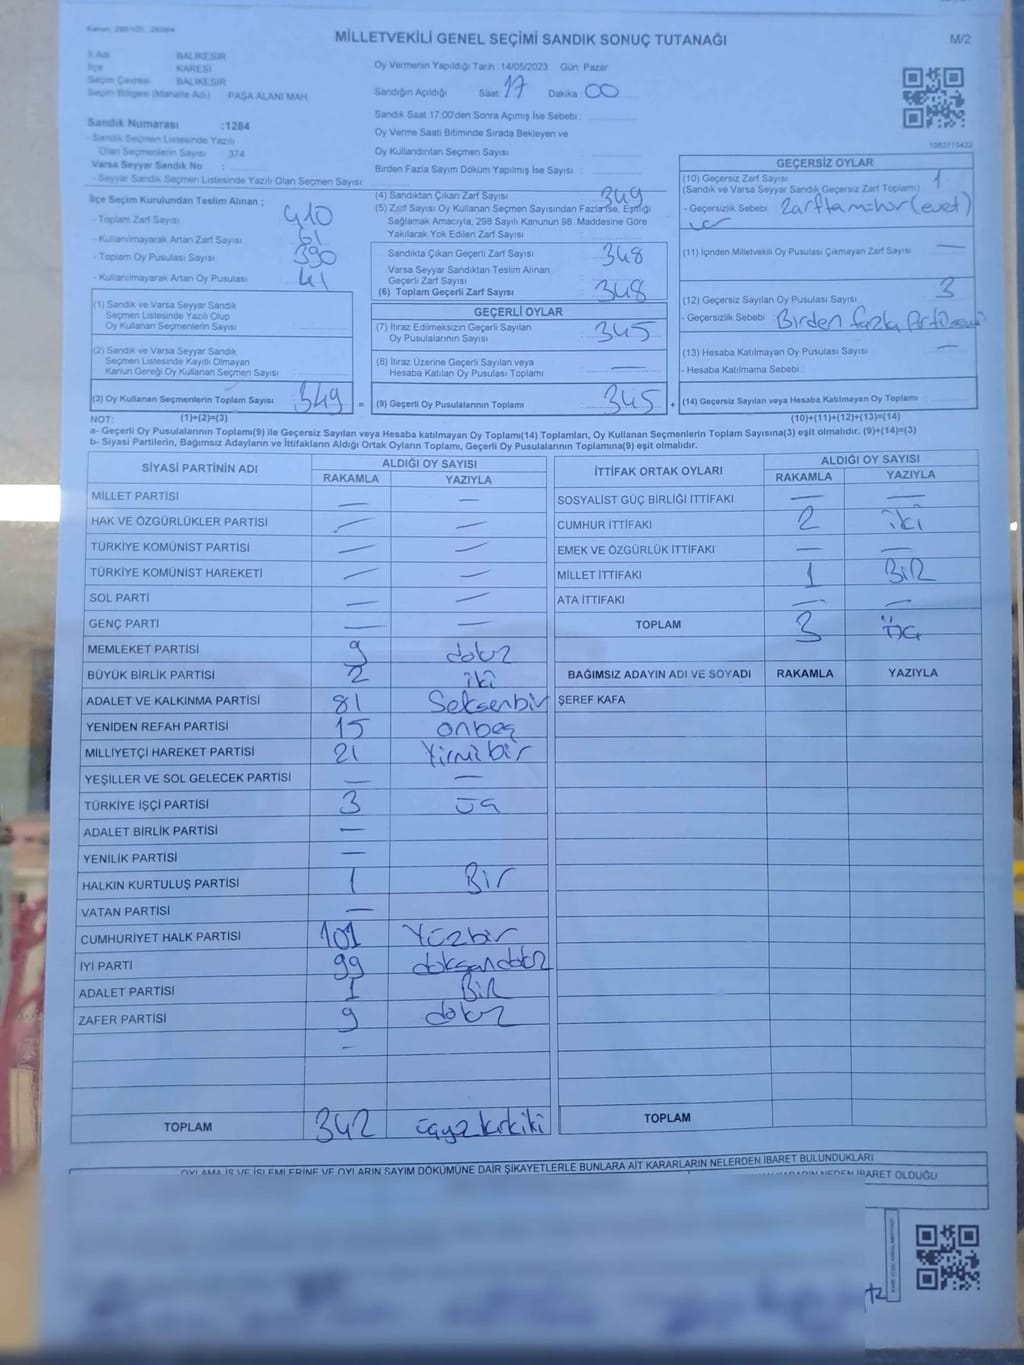 MİLLETVEKİLİ GENEL SEÇİMİ SANDIK SONUÇ TUTANAĞI
M/2
İl Adı BALIKESİR
İlçe KARESİ
Seçim Çevresi BALIKESİR
Seçim Bölgesi (Mahalle Adı) PAŞA ALANI MAH.
Sandık Numarası :1284
- Sandık Seçmen Listesinde Yazılı
Olan Seçmenlerin Sayısı : 374
Varsa Seyyar Sandık No :
- Seyyar Sandık Seçmen Listesinde Yazılı Olan Seçmen Sayısı :
Oy Vermenin Yapıldığı Tarih :14/05/2023 Gün: Pazar
Sandığın Açıldığı Saat: 17 Dakika: 00
Sandık Saat 17.00'den Sonra Açımış İse Sebebi :
Oy Verme Saati Bitiminde Sırada Bekleyen ve
Oy Kullandırılan Seçmen Sayısı :
Birden Fazla Sayım Döküm Yapılmış İse Sayısı :
1083715422
İlçe Seçim Kurulundan Teslim Alınan ;
- Toplam Zarf Sayısı : 410
- Kullanılmayarak Artan Zarf Sayısı : 61
- Toplam Oy Pusulası Sayısı : 390
- Kullanılmayarak Artan Oy Pusulası : 41
(1) Sandık ve Varsa Seyyar Sandık
Seçmen Listesinde Yazılı Olup
Oy Kullanan Seçmenlerin Sayısı :
(2) Sandık ve Varsa Seyyar Sandık
Seçmen Listesinde Kayıtlı Olmayan
Kanun Gereği Oy Kullanan Seçmen Sayısı :
(3) Oy Kullanan Seçmenlerin Toplam Sayısı : 349 =
(4) Sandıktan Çıkan Zarf Sayısı : 349
(5) Zarf Sayısı Oy Kullanan Seçmen Sayısından Fazla İse, Eşitliği
Sağlamak Amacıyla, 298 Sayılı Kanunun 98. Maddesine Göre
Yakılarak Yok Edilen Zarf Sayısı :
Sandıkta Çıkan Geçerli Zarf Sayısı : 348
Varsa Seyyar Sandıktan Teslim Alınan
Geçerli Zarf Sayısı :
(6) Toplam Geçerli Zarf Sayısı : 348
GEÇERLİ OYLAR
(7) İtiraz Edilmeksizin Geçerli Sayılan
Oy Pusulalarının Sayısı : 345
(8) İtiraz Üzerine Geçerli Sayılan veya
Hesaba Katılan Oy Pusulası Toplamı : —
(9) Geçerli Oy Pusulalarının Toplamı : 345 +
GEÇERSİZ OYLAR
(10) Geçersiz Zarf Sayısı : 1
(Sandık ve Varsa Seyyar Sandık Geçersiz Zarf Toplamı)
- Geçersizlik Sebebi : Zarfta mühür (evet)
(11) İçinden Milletvekili Oy Pusulası Çıkmayan Zarf Sayısı : —
(12) Geçersiz Sayılan Oy Pusulası Sayısı : 3
- Geçersizlik Sebebi : Birden fazla
(13) Hesaba Katılmayan Oy Pusulası Sayısı : —
- Hesaba Katılmama Sebebi :
(14) Geçersiz Sayılan veya Hesaba Katılmayan Oy Toplamı :
NOT: (1)+(2)=(3) (10)+(11)+(12)+(13)=(14)
a- Geçerli Oy Pusulalarının Toplamı(9) ile Geçersiz Sayılan veya Hesaba katılmayan Oy Toplamı(14) Toplamları, Oy Kullanan Seçmenlerin Toplam Sayısına(3) eşit olmalıdır. (9)+(14)=(3)
b- Siyasi Partilerin, Bağımsız Adayların ve İttifakların Aldığı Ortak Oyların Toplamı, Geçerli Oy Pusulalarının Toplamına(9) eşit olmalıdır.
SİYASİ PARTİNİN ADI ALDIĞI OY SAYISI
RAKAMLA YAZIYLA
MİLLET PARTİSİ — —
HAK VE ÖZGÜRLÜKLER PARTİSİ — —
TÜRKİYE KOMÜNİST PARTİSİ — —
TÜRKİYE KOMÜNİST HAREKETİ — —
SOL PARTİ — —
GENÇ PARTİ — —
MEMLEKET PARTİSİ 9 dokuz
BÜYÜK BİRLİK PARTİSİ 2 iki
ADALET VE KALKINMA PARTİSİ 81 Seksenbir
YENİDEN REFAH PARTİSİ 15 onbeş
MİLLİYETÇİ HAREKET PARTİSİ 21 Yirmibir
YEŞİLLER VE SOL GELECEK PARTİSİ — —
TÜRKİYE İŞÇİ PARTİSİ 3 üç
ADALET BİRLİK PARTİSİ —
YENİLİK PARTİSİ —
HALKIN KURTULUŞ PARTİSİ 1 Bir
VATAN PARTİSİ —
CUMHURİYET HALK PARTİSİ 101 Yüzbir
İYİ PARTİ 99 doksandokuz
ADALET PARTİSİ 1 BİR
ZAFER PARTİSİ 9 dokuz
–
TOPLAM 342 üçyüzkırkiki
İTTİFAK ORTAK OYLARI ALDIĞI OY SAYISI
RAKAMLA YAZIYLA
SOSYALİST GÜÇ BİRLİĞİ İTTİFAKI — —
CUMHUR İTTİFAKI 2 iki
EMEK VE ÖZGÜRLÜK İTTİFAKI — —
MİLLET İTTİFAKI 1 BİR
ATA İTTİFAKI — —
TOPLAM 3 üç
BAĞIMSIZ ADAYIN ADI VE SOYADI RAKAMLA YAZIYLA
ŞEREF KAFA
TOPLAM
OYLAMA İŞ VE İŞLEMLERİNE VE OYLARIN SAYIM DÖKÜMÜNE DAİR ŞİKAYETLERLE BUNLARA AİT KARARLARIN NELERDEN İBARET BULUNDUKLARI
KARARIN NEDEN İBARET OLDUĞU